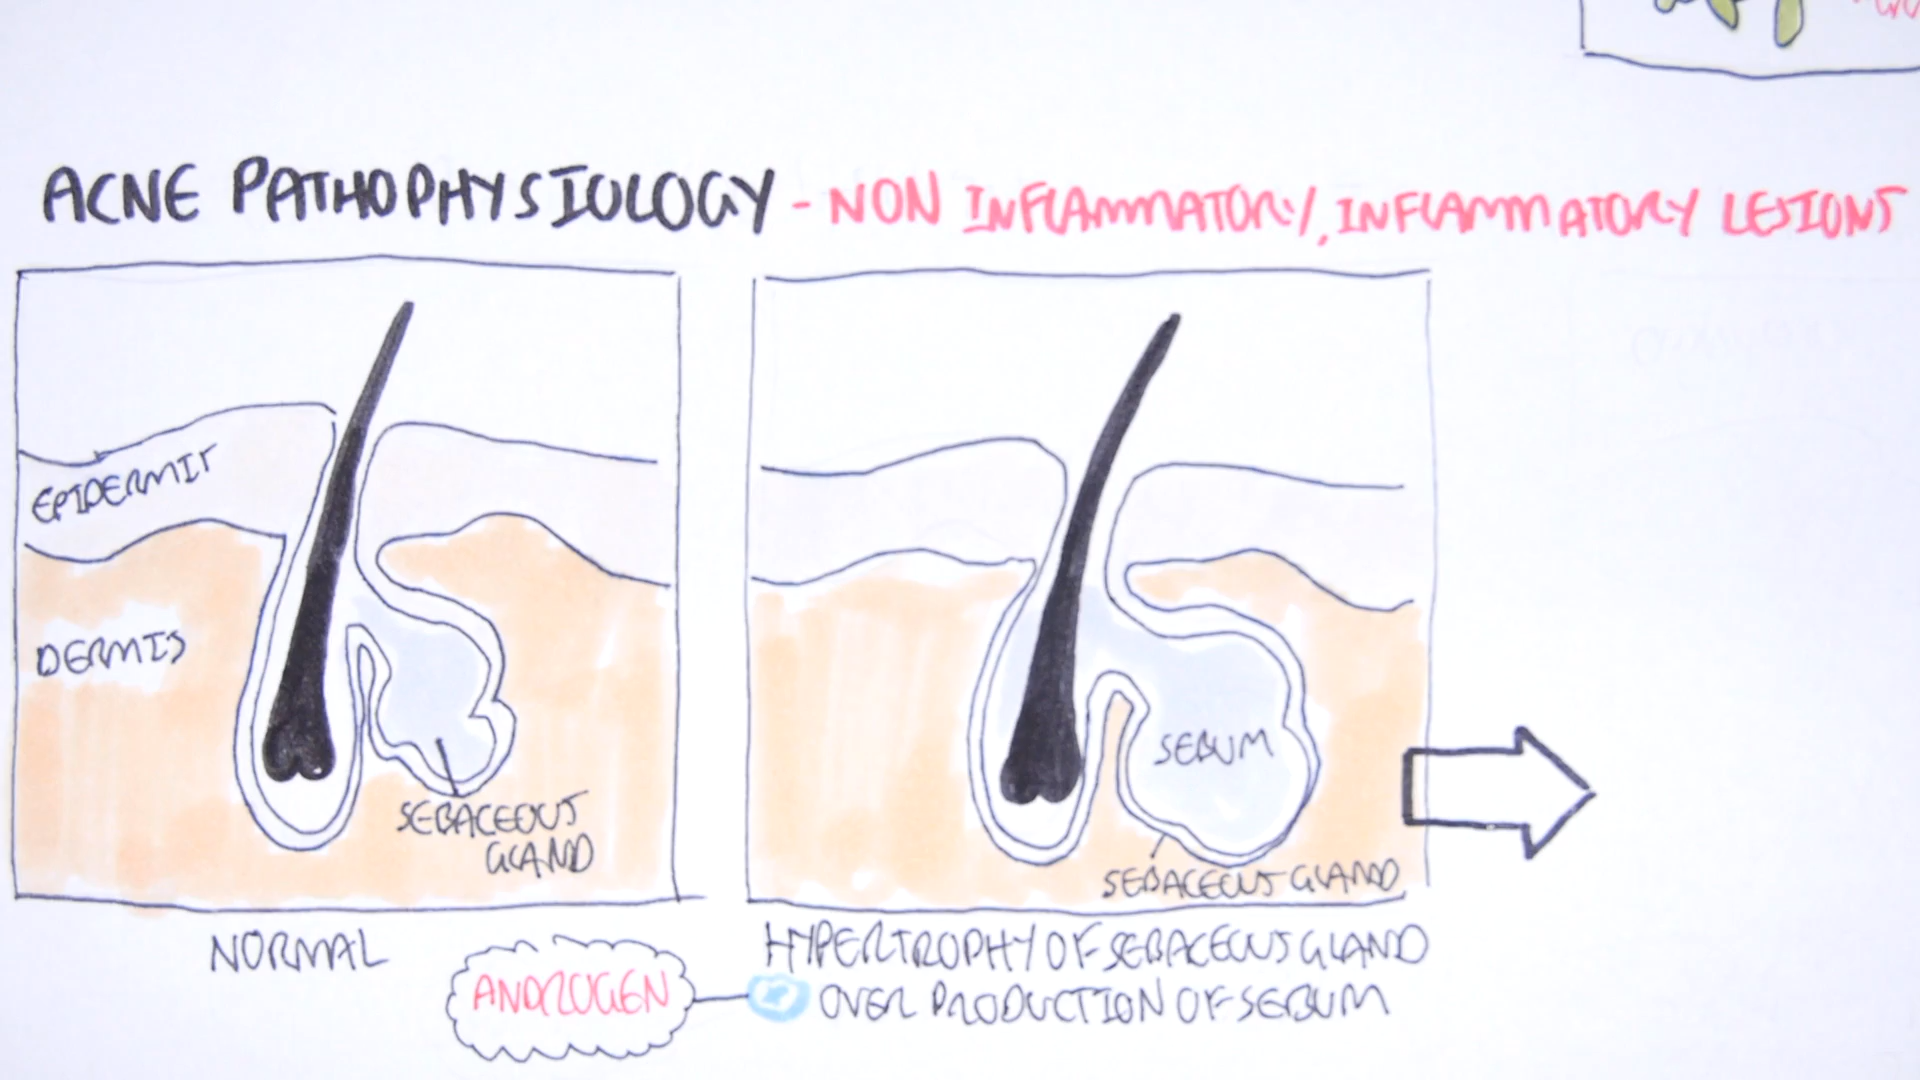 ACNE PATHOPHYSIOLOGY - NON INFLAMMATORY, INFLAMMATORY LESIONS
EPIDERMIS
DERMIS
SEBACEOUS
GLAND
NORMAL
SEBUM
SEBACEOUS GLAND
HYPERTROPHY OF SEBACEOUS GLAND
ANDROGEN
OVER PRODUCTION OF SEBUM